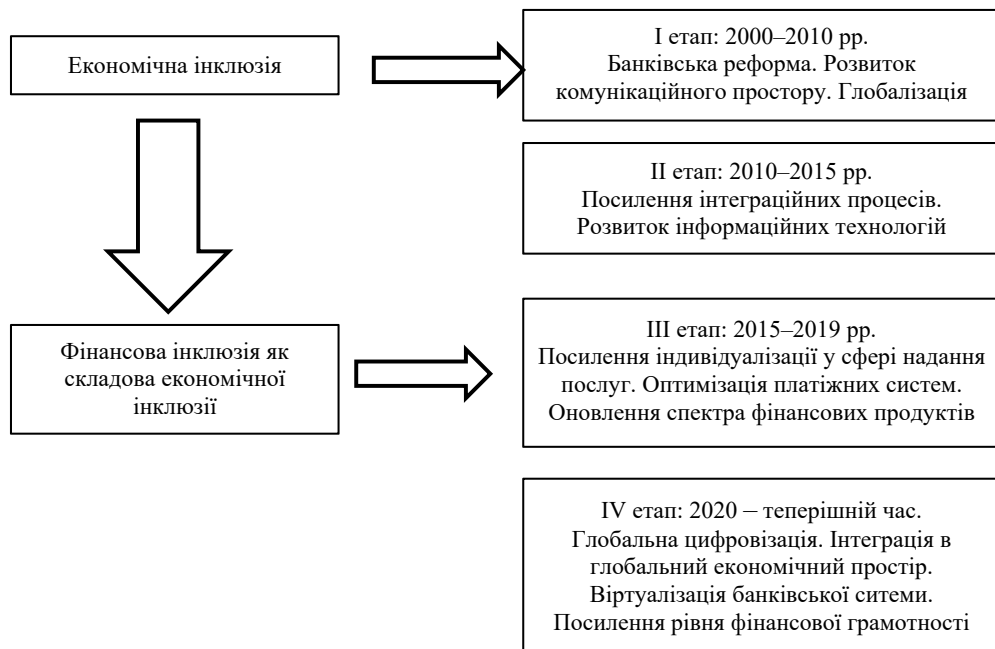 Економічна інклюзія
І етап: 2000–2010 рр.
Банківська реформа. Розвиток
комунікаційного простору. Глобалізація
ІІ етап: 2010–2015 рр.
Посилення інтеграційних процесів.
Розвиток інформаційних технологій
Фінансова інклюзія як
складова економічної
інклюзії
ІІІ етап: 2015–2019 рр.
Посилення індивідуалізації у сфері надання
послуг. Оптимізація платіжних систем.
Оновлення спектра фінансових продуктів
IV етап: 2020 – теперішній час.
Глобальна цифровізація. Інтеграція в
глобальний економічний простір.
Віртуалізація банківської ситеми.
Посилення рівня фінансової грамотності